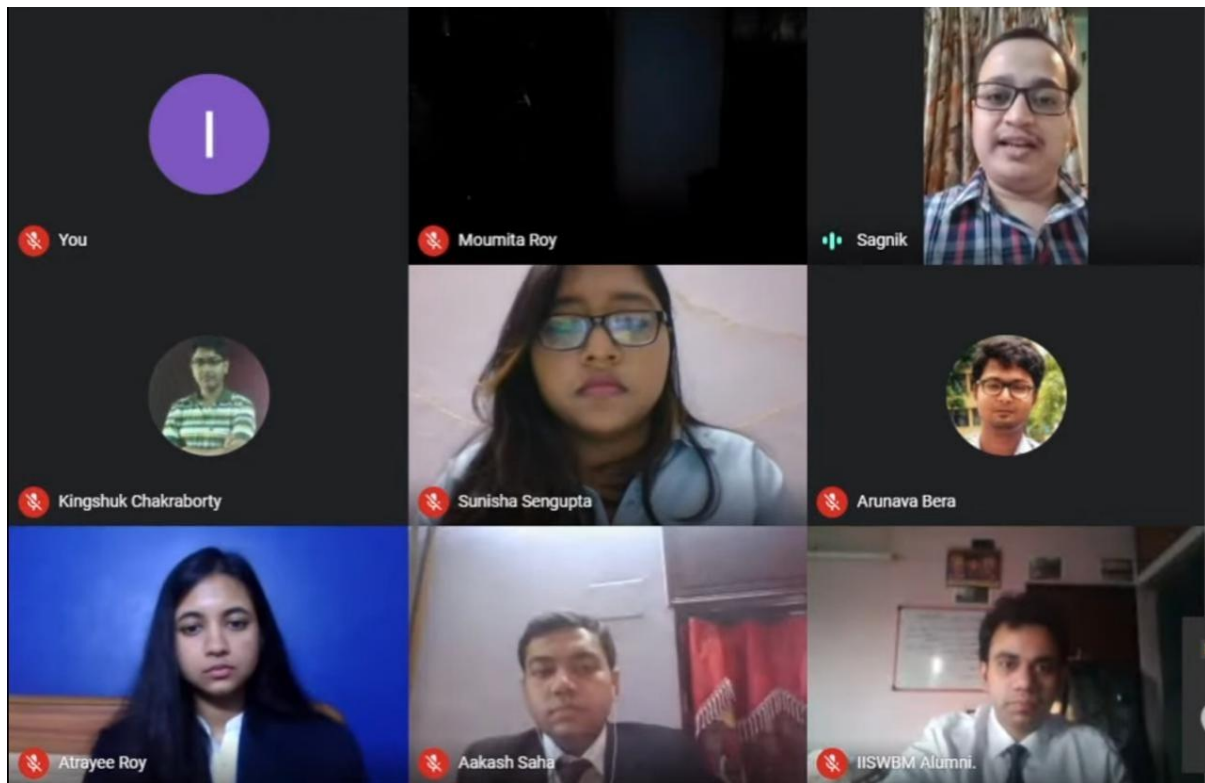 I
You
Moumita Roy
Sagnik
Kingshuk Chakraborty
Sunisha Sengupta
Arunava Bera
Atrayee Roy
Aakash Saha
IISWBM Alumni.